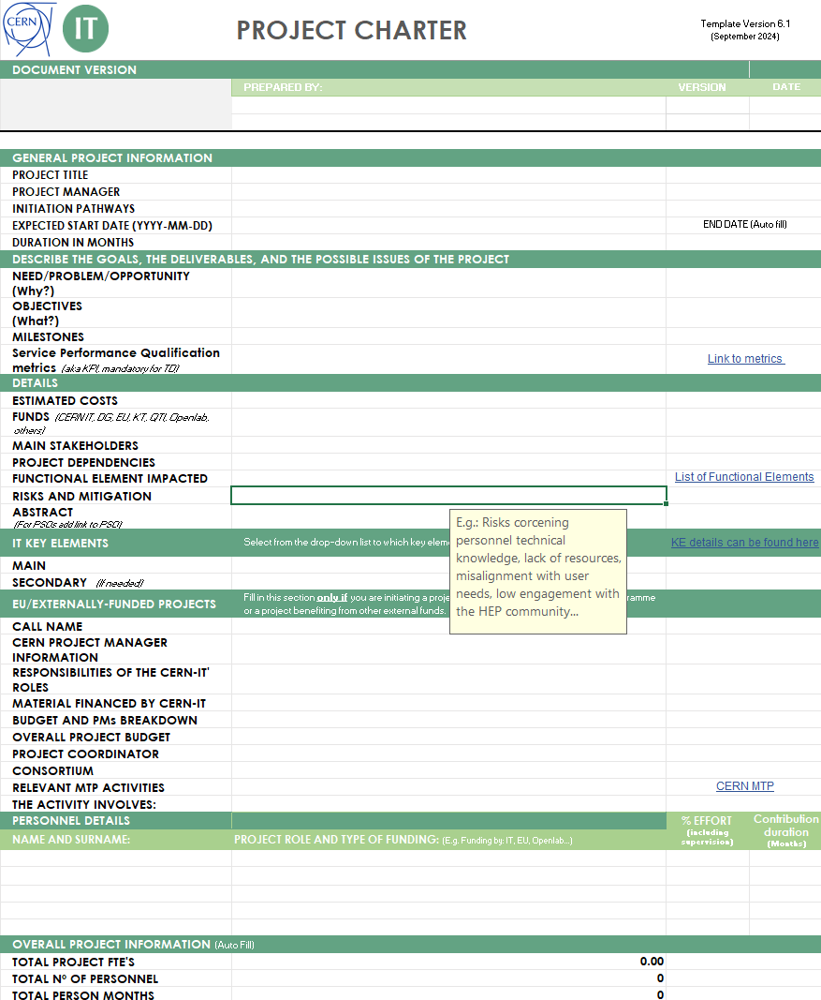 CERN
IT
PROJECT CHARTER
Template Version 6.1
(September 2024)
DOCUMENT VERSION
PREPARED BY: VERSION DATE
GENERAL PROJECT INFORMATION
PROJECT TITLE
PROJECT MANAGER
INITIATION PATHWAYS
EXPECTED START DATE (YYYY-MM-DD) END DATE (Auto fill)
DURATION IN MONTHS
DESCRIBE THE GOALS, THE DELIVERABLES, AND THE POSSIBLE ISSUES OF THE PROJECT
NEED/PROBLEM/OPPORTUNITY
(Why?)
OBJECTIVES
(What?)
MILESTONES
Service Performance Qualification
metrics (aka KPI, mandatory for TD) Link to metrics
DETAILS
ESTIMATED COSTS
FUNDS (CERN IT, DG, EU, KT, QTI, Openlab,
others)
MAIN STAKEHOLDERS
PROJECT DEPENDENCIES
FUNCTIONAL ELEMENT IMPACTED List of Functional Elements
RISKS AND MITIGATION
ABSTRACT
(For PSOs add link to PSO)
E.g.: Risks corcening
personnel technical
knowledge, lack of resources,
misalignment with user
needs, low engagement with
the HEP community...
IT KEY ELEMENTS Select from the drop-down list to which key elem KE details can be found here
MAIN
SECONDARY (If needed)
EU/EXTERNALLY-FUNDED PROJECTS Fill in this section only if you are initiating a proje ramme
or a project benefiting from other external funds.
CALL NAME
CERN PROJECT MANAGER
INFORMATION
RESPONSIBILITIES OF THE CERN-IT'
ROLES
MATERIAL FINANCED BY CERN-IT
BUDGET AND PMs BREAKDOWN
OVERALL PROJECT BUDGET
PROJECT COORDINATOR
CONSORTIUM
RELEVANT MTP ACTIVITIES CERN MTP
THE ACTIVITY INVOLVES:
PERSONNEL DETAILS
NAME AND SURNAME: PROJECT ROLE AND TYPE OF FUNDING: (E.g. Funding by: IT, EU, Openlab...)
% EFFORT
(including
supervision)
Contribution
duration
(Months)
OVERALL PROJECT INFORMATION (Auto Fill)
TOTAL PROJECT FTE'S 0.00
TOTAL Nº OF PERSONNEL 0
TOTAL PERSON MONTHS 0